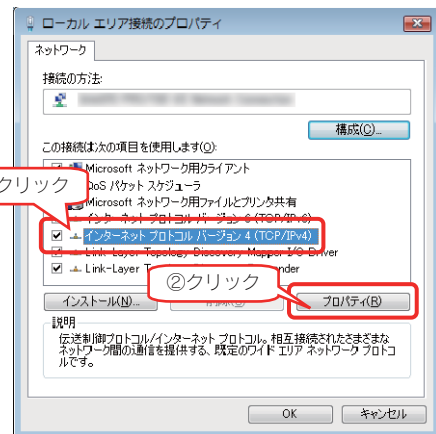 ローカル エリア接続のプロパティ
ネットワーク
接続の方法:
構成(C)...
この接続は次の項目を使用します(O):
Microsoft ネットワーク用クライアント
QoS パケット スケジューラ
Microsoft ネットワーク用ファイルとプリンタ共有
クリック
インターネット プロトコル バージョン 6 (TCP/IPv6)
インターネット プロトコル バージョン 4 (TCP/IPv4)
Link-Layer Topology Discovery Mapper I/O Driver
Link-Layer
②クリック
インストール(N)...
プロパティ(R)
説明
伝送制御プロトコル/インターネット プロトコル。相互接続されたさまざまな
ネットワーク間の通信を提供する、既定のワイド エリア ネットワーク プロトコ
ルです。
OK
キャンセル